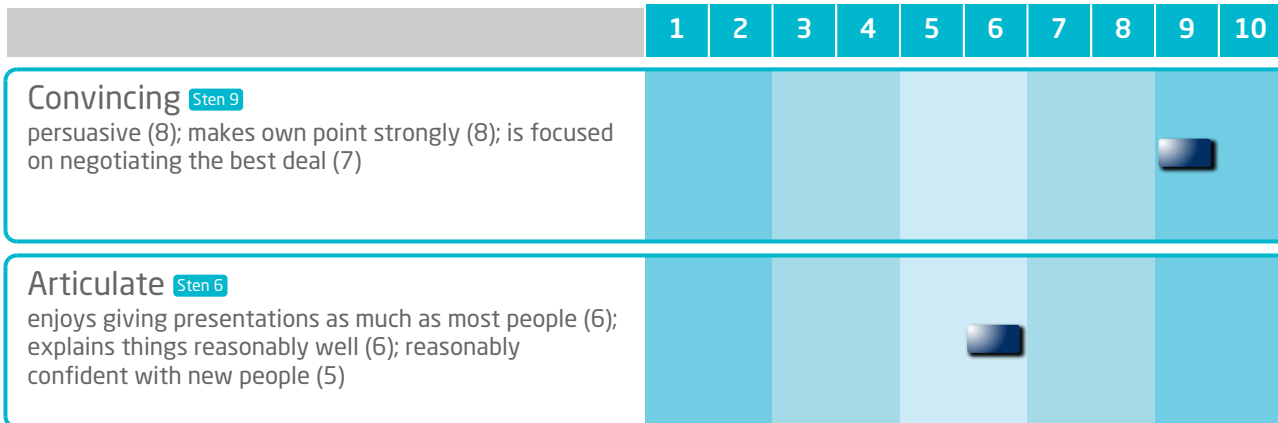 1 2 3 4 5 6 7 8 9 10
Convincing Sten 9
persuasive (8); makes own point strongly (8); is focused
on negotiating the best deal (7)
Articulate Sten 6
enjoys giving presentations as much as most people (6);
explains things reasonably well (6); reasonably
confident with new people (5)